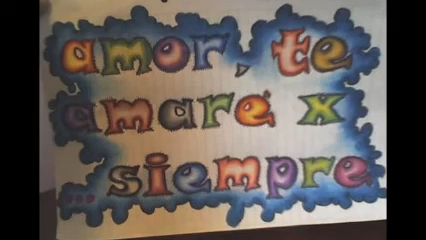 amor, te
amaré x
... siempre